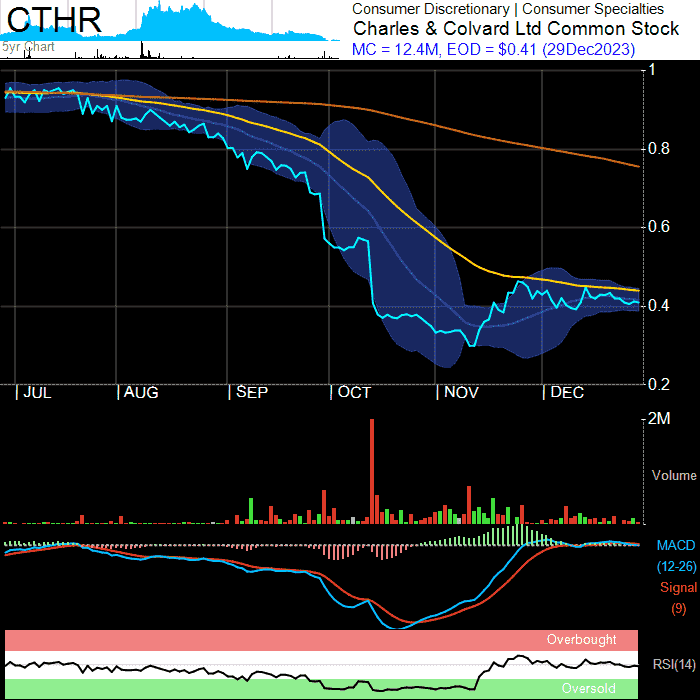 CTHR
5yr Chart
Consumer Discretionary | Consumer Specialties
Charles & Colvard Ltd Common Stock
MC = 12.4M, EOD = $0.41 (29Dec2023)
1
0.8
0.6
0.4
0.2
| JUL | AUG | SEP | OCT | NOV | DEC
2M
Volume
MACD
(12-26)
Signal
(9)
Overbought
RSI(14)
Oversold